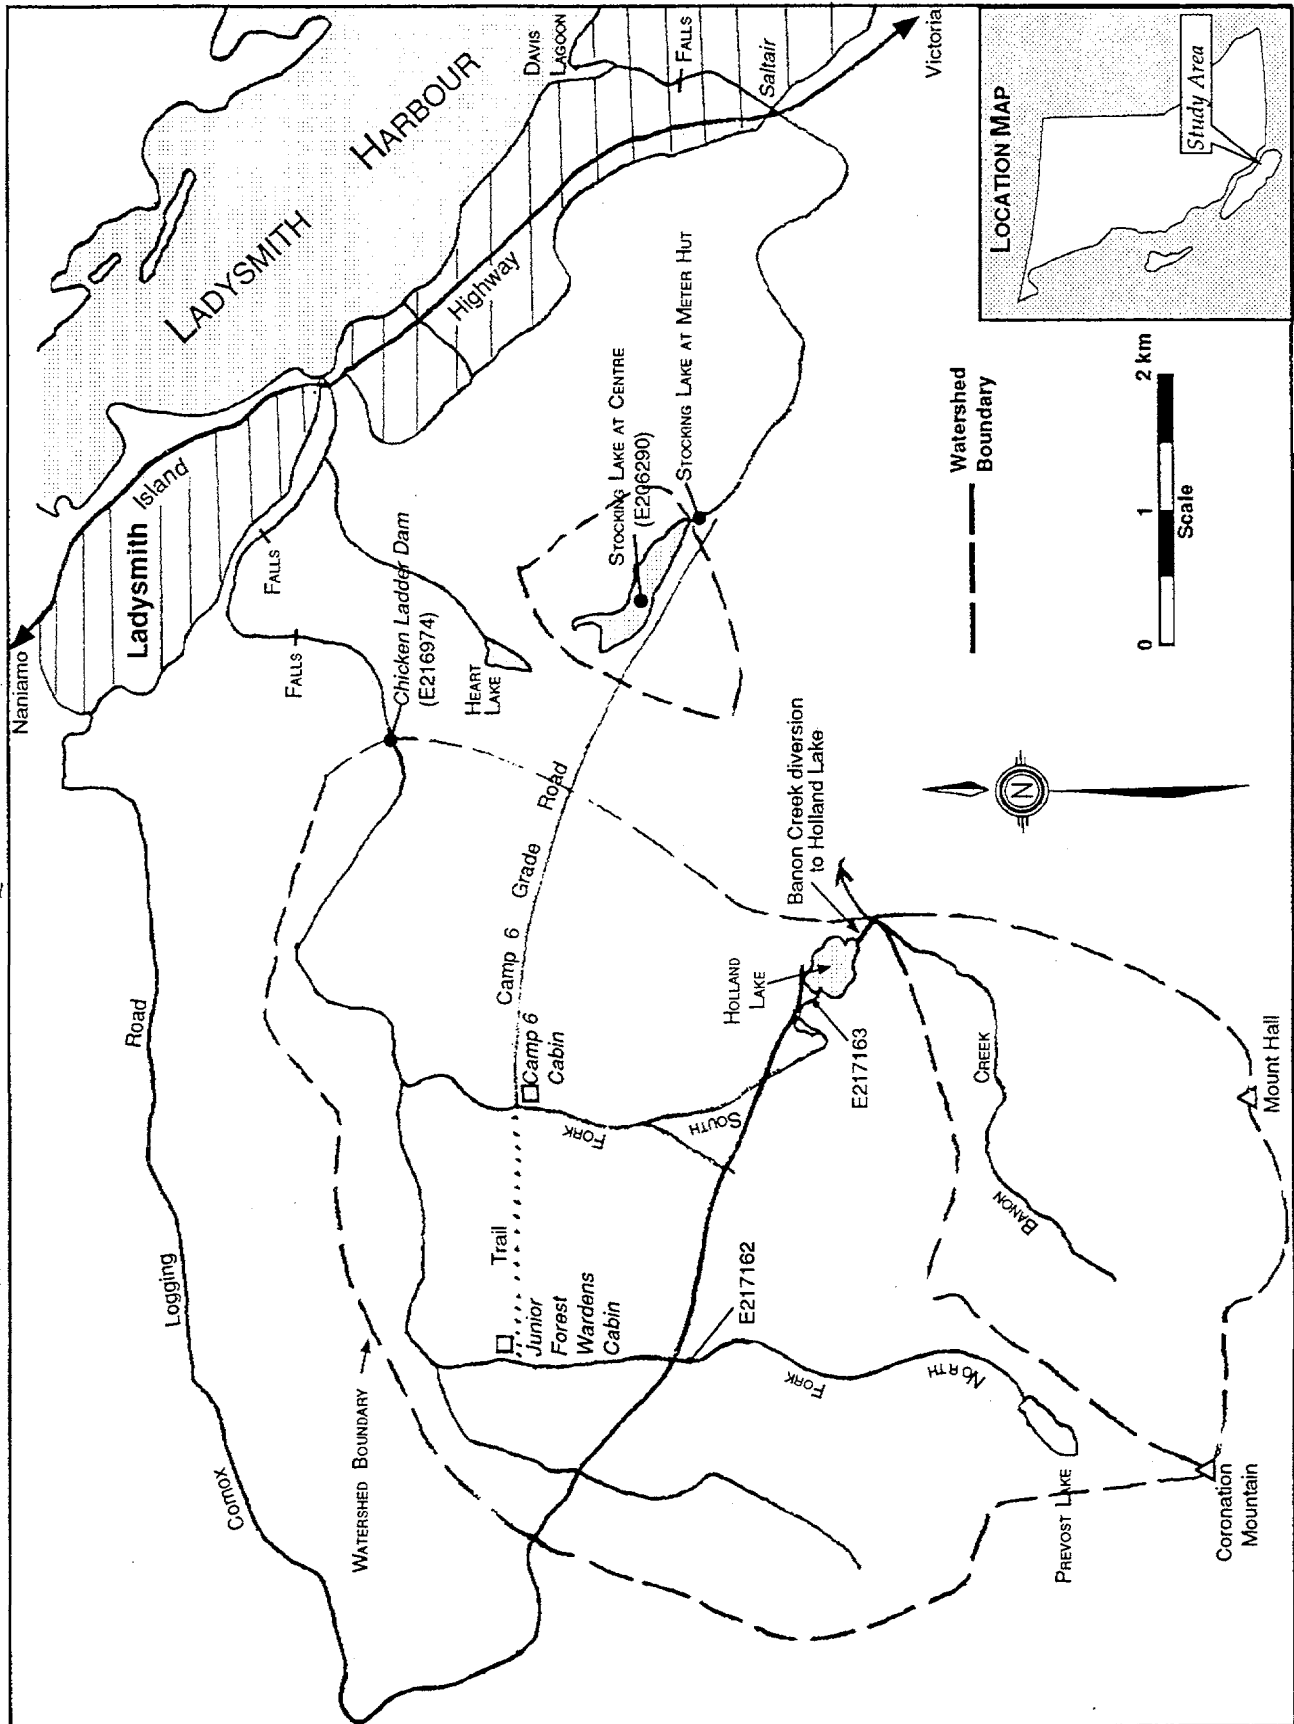 Naniamo
Ladysmith
Island
Highway
LADYSMITH
HARBOUR
DAVIS
LAGOON
FALLS
Saltair
Victoria
FALLS
FALLS
Chicken Ladder Dam
(E216974)
HEART
LAKE
STOCKING LAKE AT CENTRE
(E206290)
STOCKING LAKE AT METER HUT
Comox
Logging
Road
WATERSHED BOUNDARY
Trail
Junior
Forest
Wardens
Cabin
Camp 6
Cabin
Camp 6
Grade
Road
FORK
SOUTH
HOLLAND
LAKE
E217163
Banon Creek diversion
to Holland Lake
E217162
FORK
NORTH
PREVOST LAKE
BANON
CREEK
Coronation
Mountain
Mount Hall
N
Watershed
Boundary
0
1
2 km
Scale
LOCATION MAP
Study Area